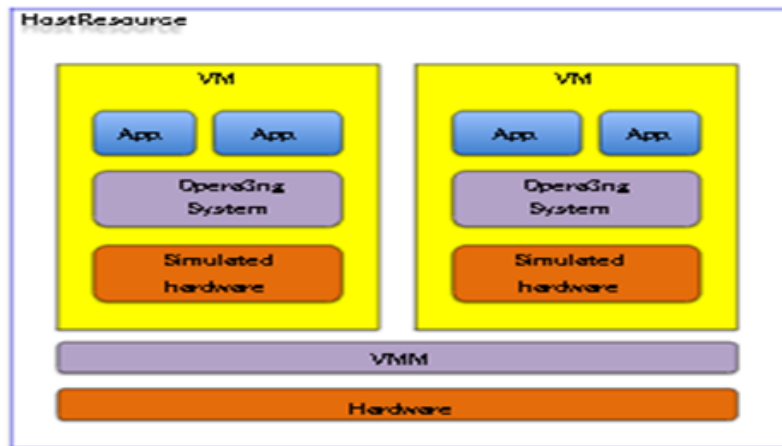 HostResource
VM
VM
App.
App.
App.
App.
Opera3ng
System
Opera3ng
System
Simulated
hardware
Simulated
hardware
VMM
Hardware